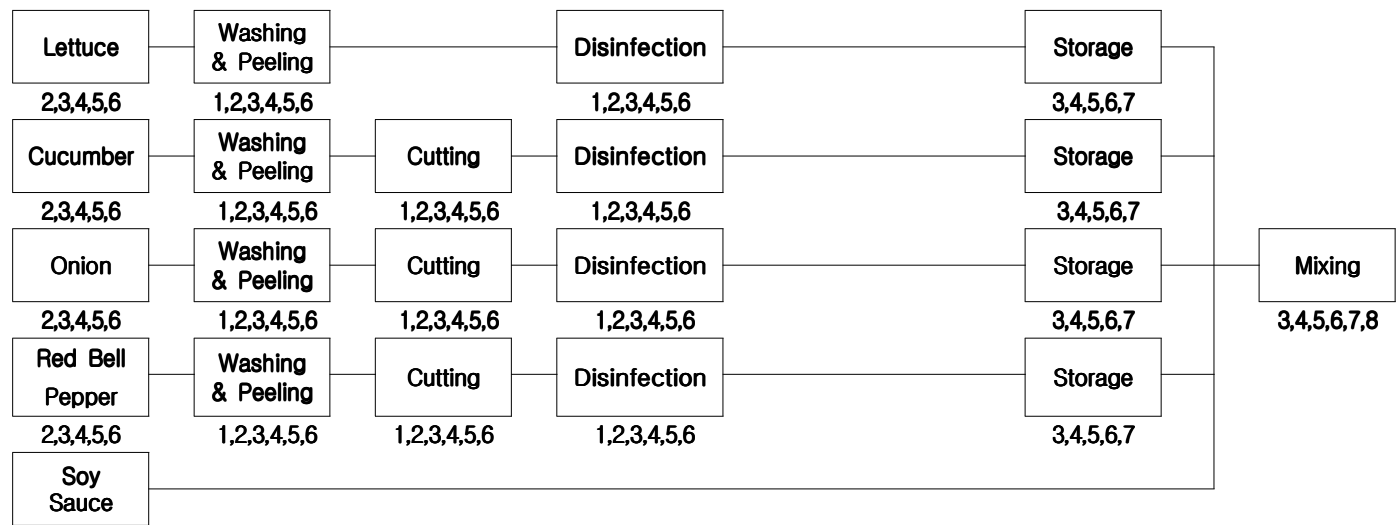 Lettuce
Washing
& Peeling
Disinfection
Storage
2,3,4,5,6
1,2,3,4,5,6
1,2,3,4,5,6
3,4,5,6,7
Cucumber
Washing
& Peeling
Cutting
Disinfection
Storage
2,3,4,5,6
1,2,3,4,5,6
1,2,3,4,5,6
1,2,3,4,5,6
3,4,5,6,7
Onion
Washing
& Peeling
Cutting
Disinfection
Storage
Mixing
2,3,4,5,6
1,2,3,4,5,6
1,2,3,4,5,6
1,2,3,4,5,6
3,4,5,6,7
3,4,5,6,7,8
Red Bell
Pepper
Washing
& Peeling
Cutting
Disinfection
Storage
2,3,4,5,6
1,2,3,4,5,6
1,2,3,4,5,6
1,2,3,4,5,6
3,4,5,6,7
Soy
Sauce